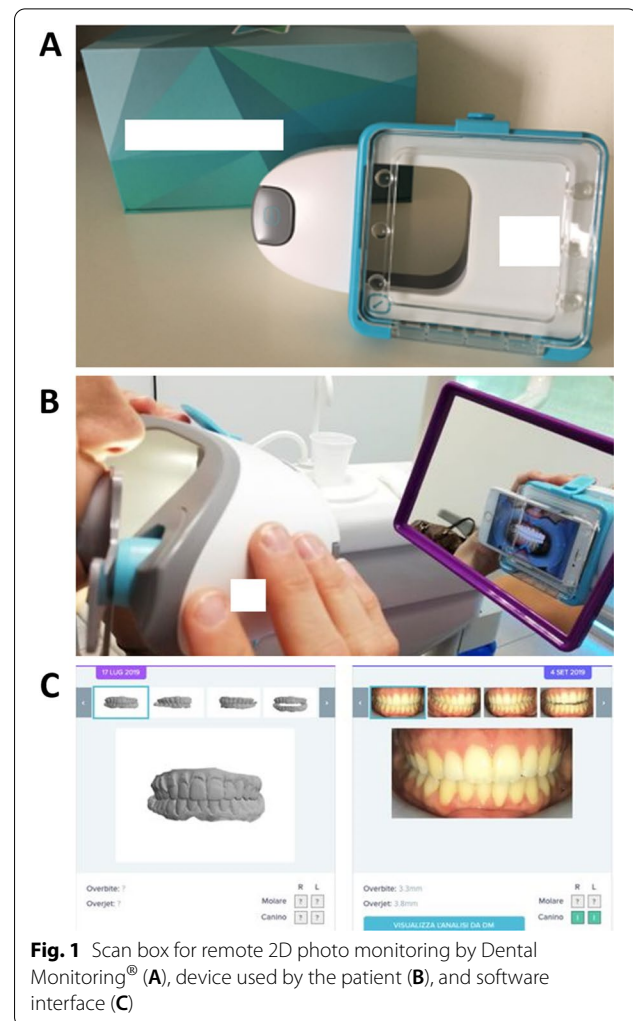 A
B
C
17 LUG 2019
4 SET 2019
Overbite: ?
Overjet: ?
R L
Molare ? ?
Canino ? ?
Overbite: 3.3mm
Overjet: 3.8mm
R L
Molare ? ?
Canino I I
VISUALIZZA L'ANALISI DA DM
Fig. 1 Scan box for remote 2D photo monitoring by Dental
Monitoring® (A), device used by the patient (B), and software
interface (C)